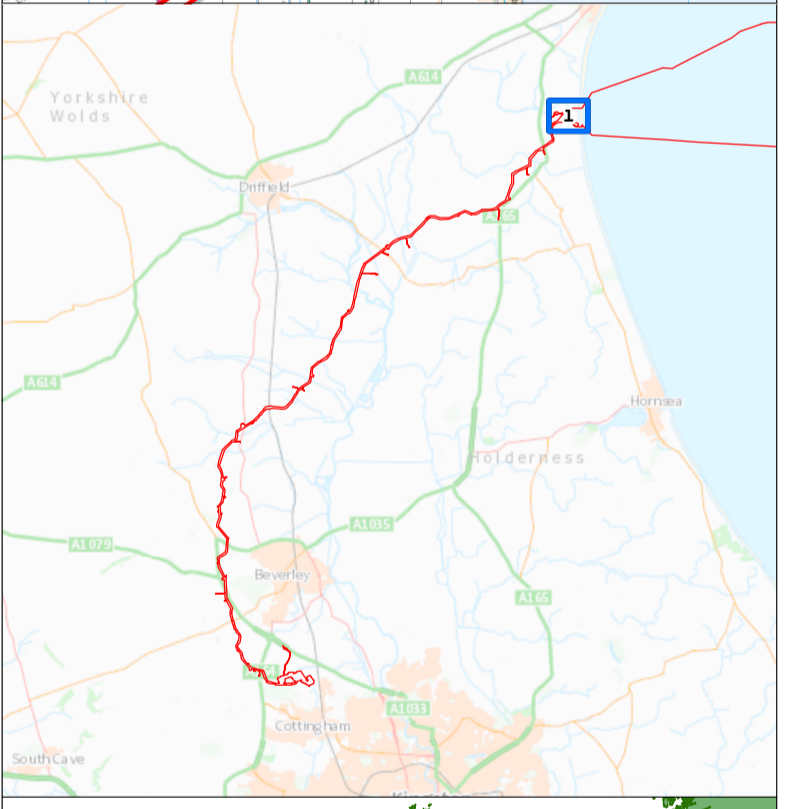 A614
Yorkshire
Wolds
1
Driffield
A165
A614
Hornsea
Holderness
A1035
A1079
Beverley
A165
A1033
Cottingham
South Cave